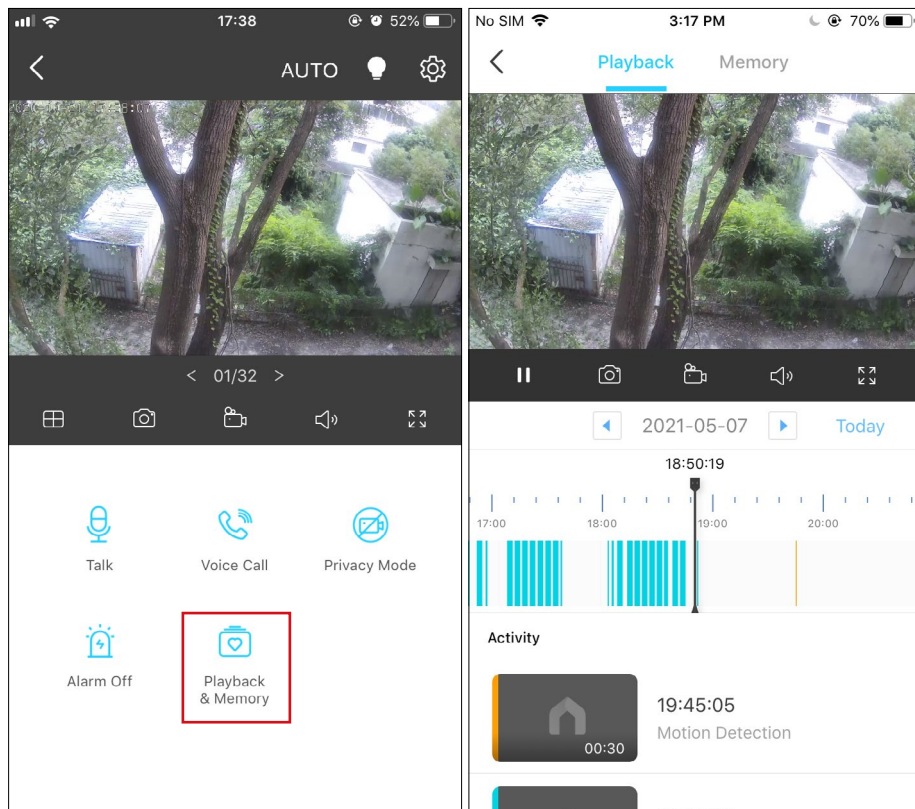 17:38
52%
AUTO
< 01/32 >
Talk
Voice Call
Privacy Mode
Alarm Off
Playback
& Memory
No SIM
3:17 PM
70%
Playback
Memory
2021-05-07
Today
18:50:19
17:00
18:00
19:00
20:00
Activity
19:45:05
Motion Detection
00:30